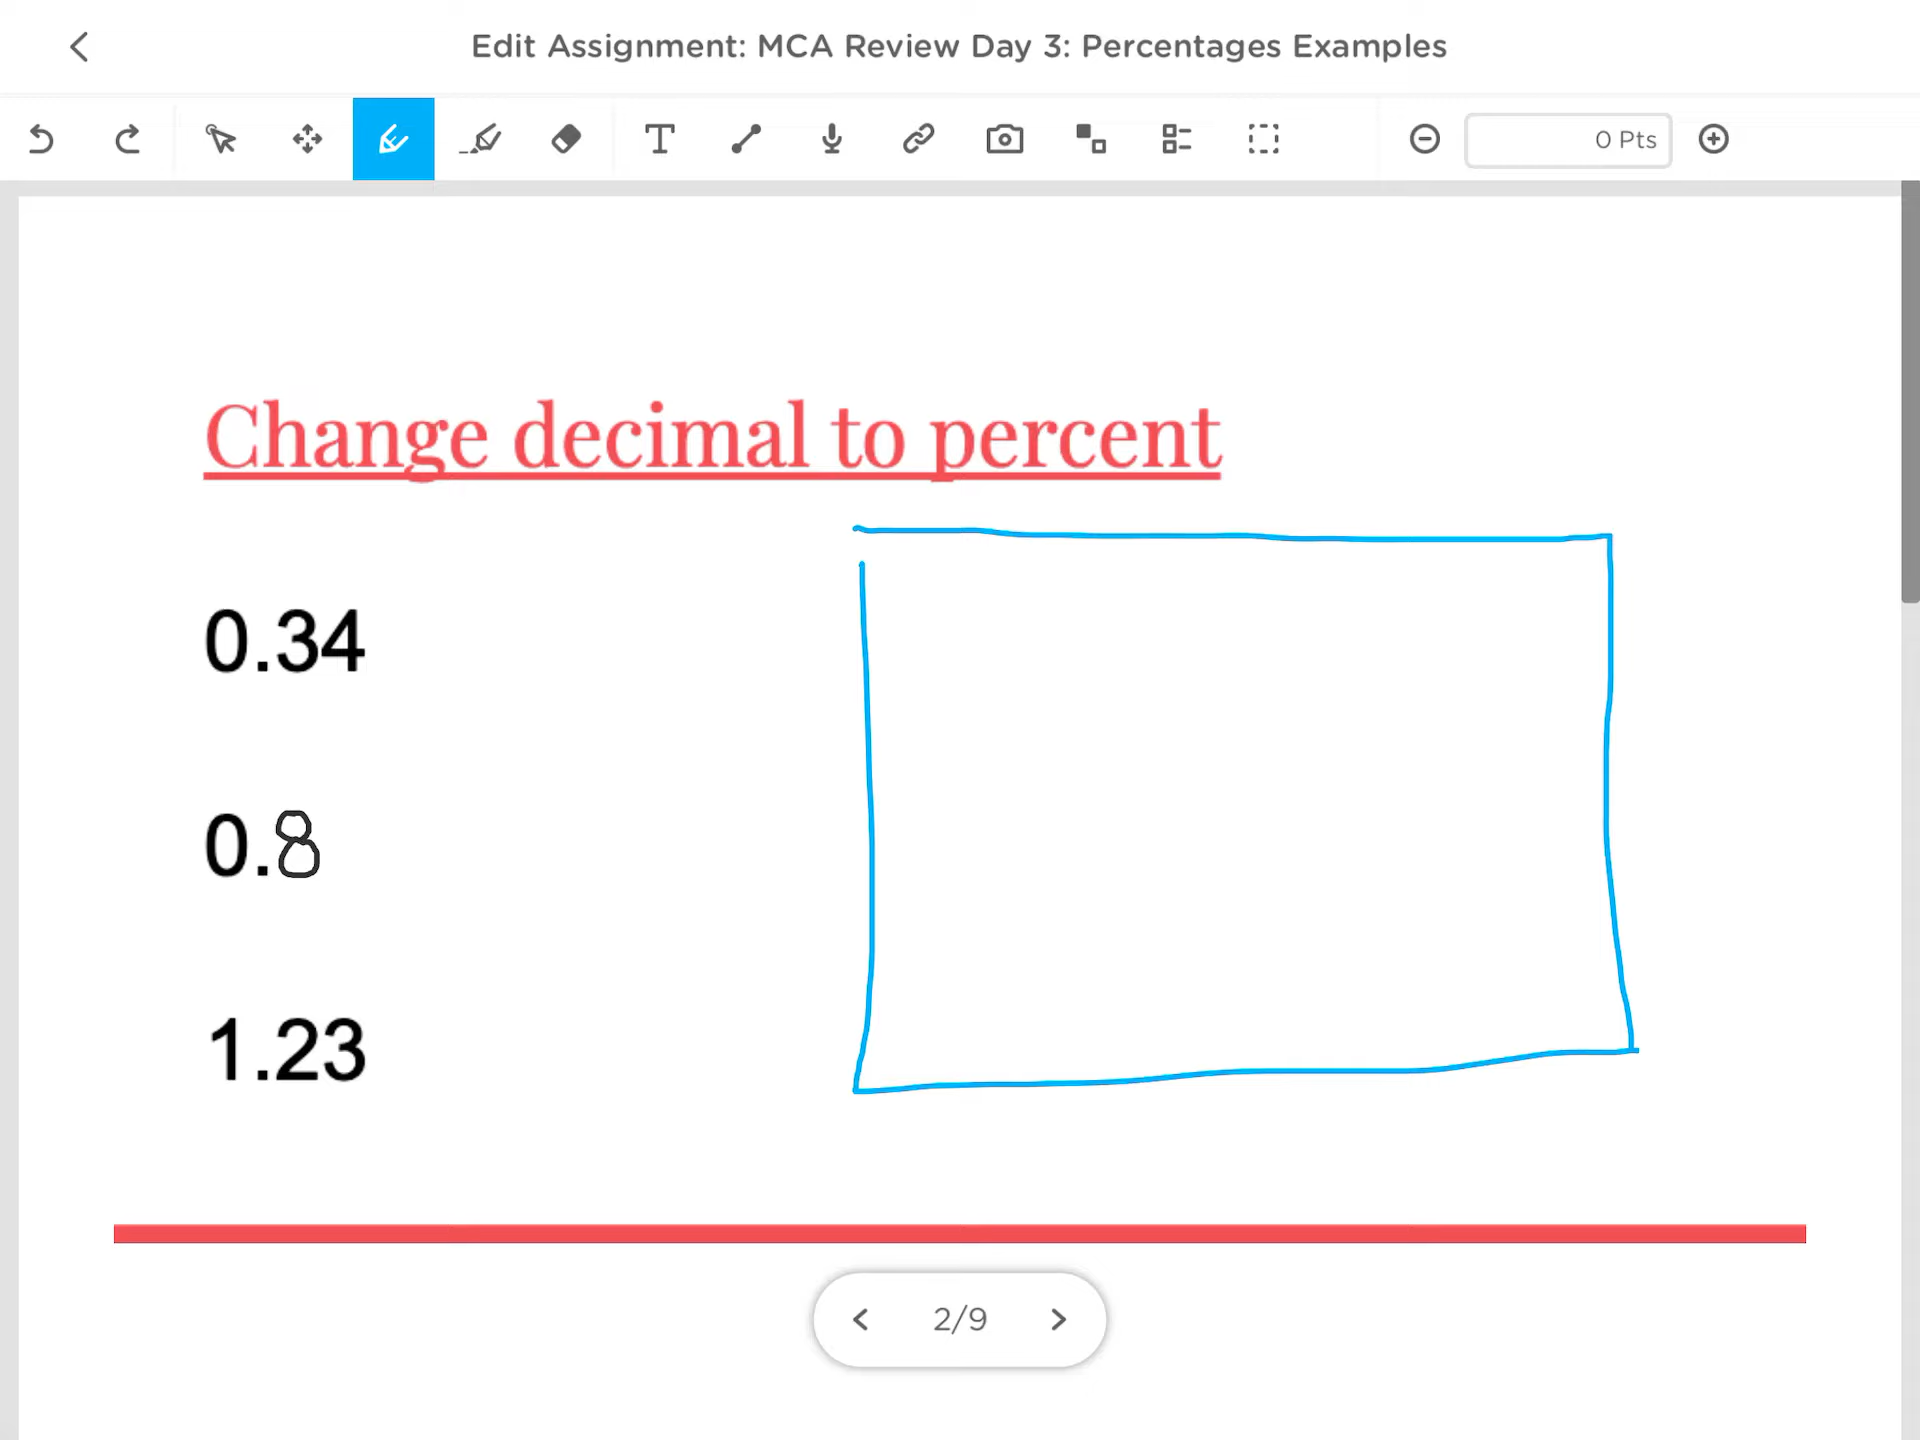 Edit Assignment: MCA Review Day 3: Percentages Examples
0 Pts
Change decimal to percent
0.34
0.8
1.23
2/9